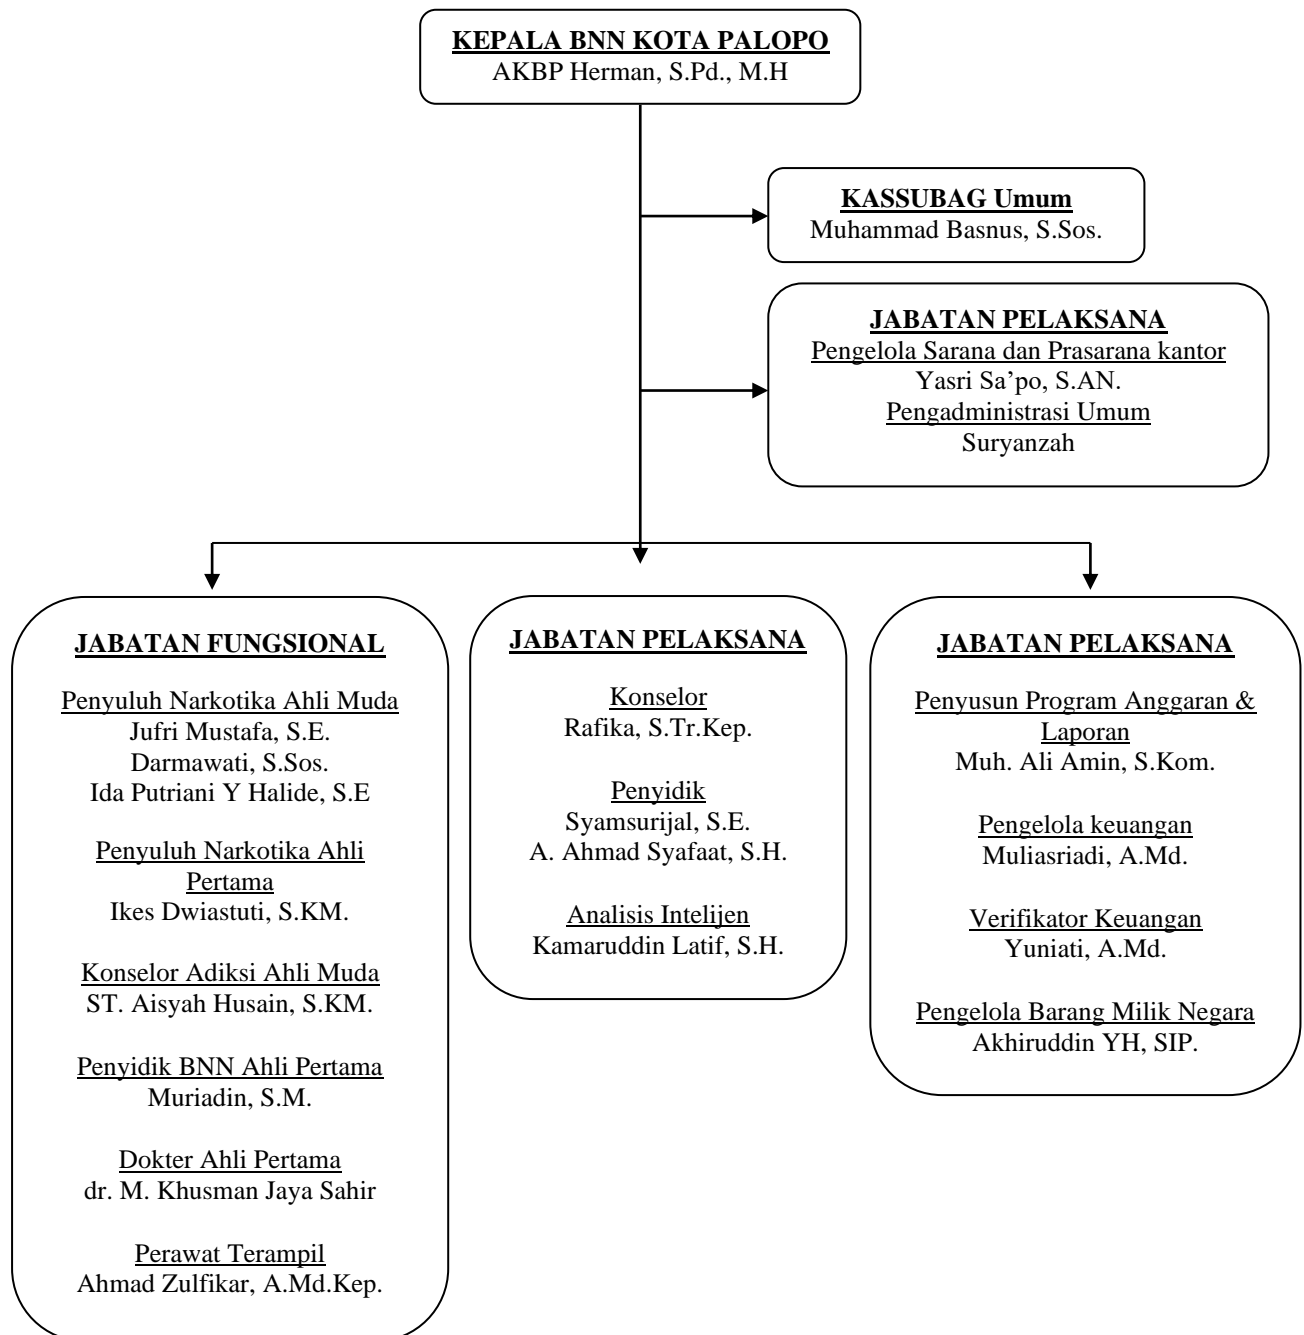 KEPALA BNN KOTA PALOPO
AKBP Herman, S.Pd., M.H
KASSUBAG Umum
Muhammad Basnus, S.Sos.
JABATAN PELAKSANA
Pengelola Sarana dan Prasarana kantor
Yasri Sa’po, S.AN.
Pengadministrasi Umum
Suryanzah
JABATAN FUNGSIONAL
Penyuluh Narkotika Ahli Muda
Jufri Mustafa, S.E.
Darmawati, S.Sos.
Ida Putriani Y Halide, S.E
Penyuluh Narkotika Ahli
Pertama
Ikes Dwiastuti, S.KM.
Konselor Adiksi Ahli Muda
ST. Aisyah Husain, S.KM.
Penyidik BNN Ahli Pertama
Muriadin, S.M.
Dokter Ahli Pertama
dr. M. Khusman Jaya Sahir
Perawat Terampil
Ahmad Zulfikar, A.Md.Kep.
JABATAN PELAKSANA
Konselor
Rafika, S.Tr.Kep.
Penyidik
Syamsurijal, S.E.
A. Ahmad Syafaat, S.H.
Analisis Intelijen
Kamaruddin Latif, S.H.
JABATAN PELAKSANA
Penyusun Program Anggaran &
Laporan
Muh. Ali Amin, S.Kom.
Pengelola keuangan
Muliasriadi, A.Md.
Verifikator Keuangan
Yuniati, A.Md.
Pengelola Barang Milik Negara
Akhiruddin YH, SIP.